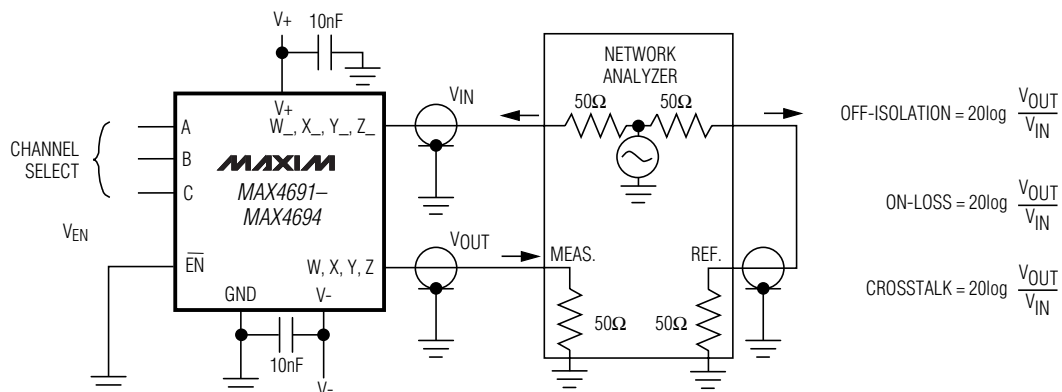 V+
10nF
V+
W_, X_, Y_, Z_
A
B
C
CHANNEL
SELECT
MAXIM
MAX4691–
MAX4694
VEN
EN
W, X, Y, Z
GND
V-
10nF
V-
VIN
VOUT
NETWORK
ANALYZER
50Ω
50Ω
MEAS.
REF.
50Ω
50Ω
OFF-ISOLATION = 20log VOUT
VIN
ON-LOSS = 20log VOUT
VIN
CROSSTALK = 20log VOUT
VIN